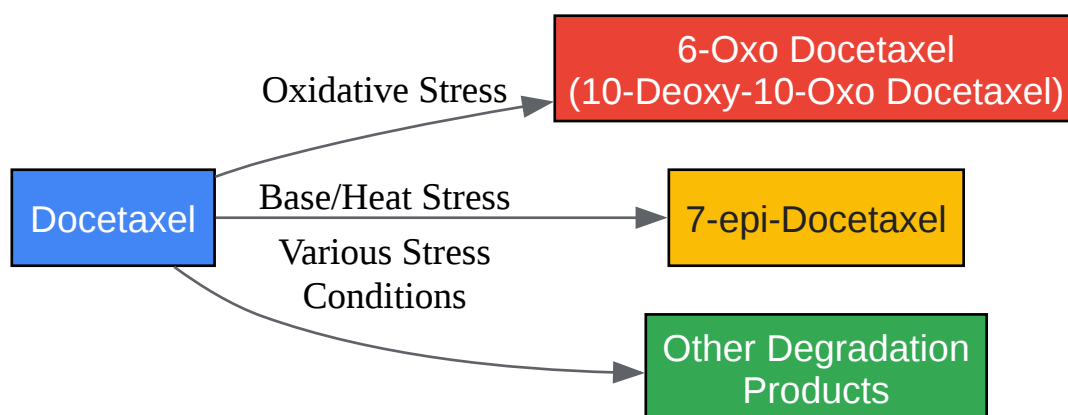 6-Oxo Docetaxel
(10-Deoxy-10-Oxo Docetaxel)
Oxidative Stress
Docetaxel
Base/Heat Stress
7-epi-Docetaxel
Various Stress
Conditions
Other Degradation
Products